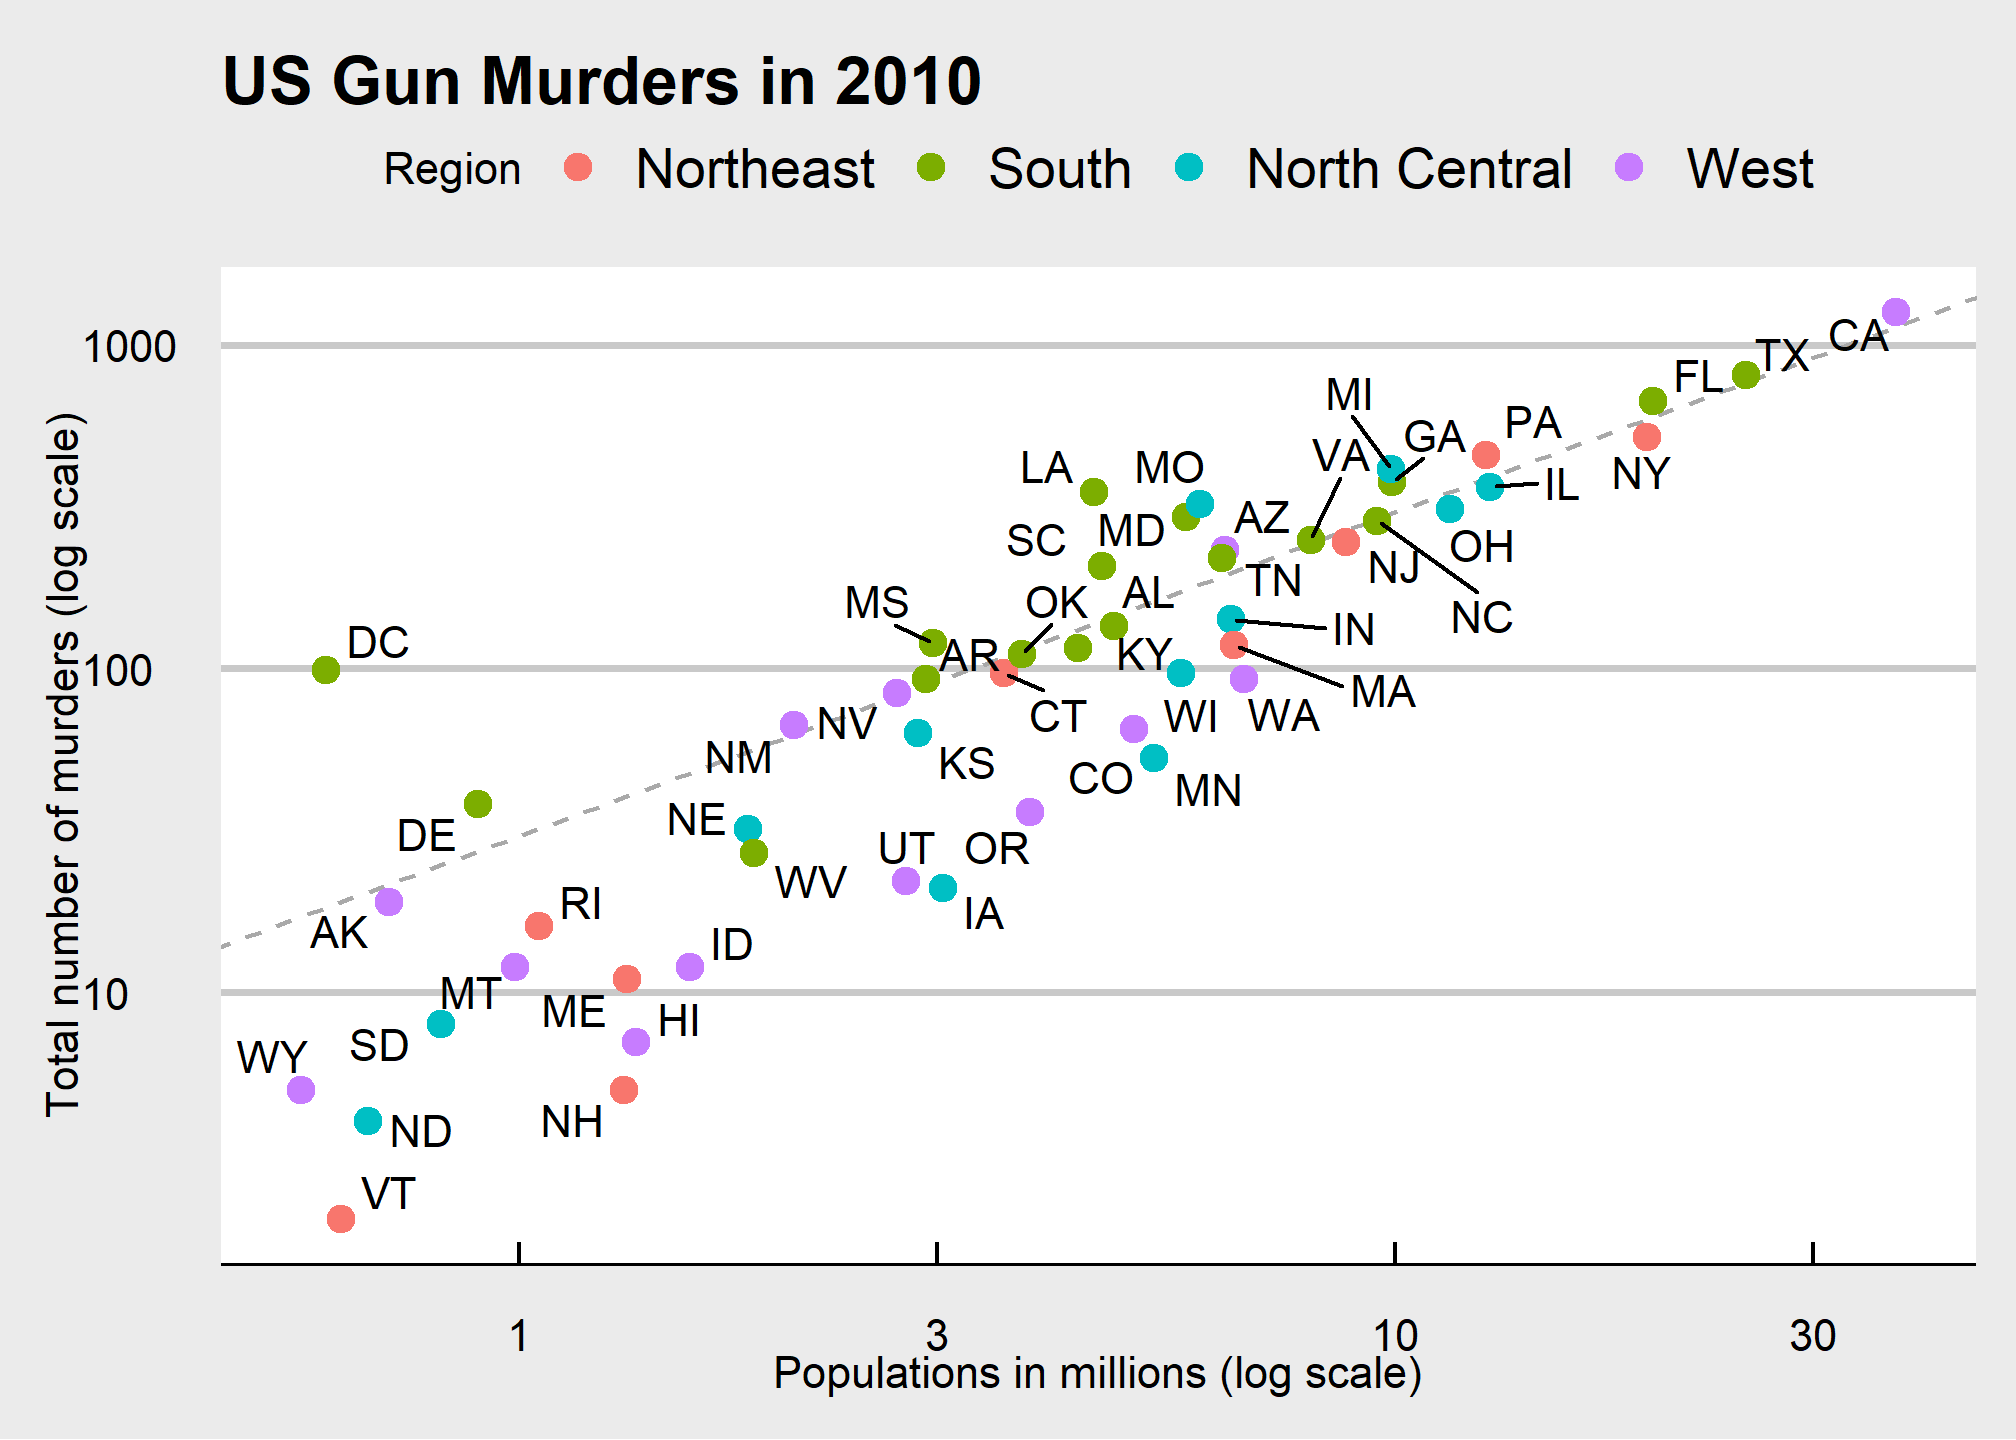 US Gun Murders in 2010
Region Northeast South North Central West
Total number of murders (log scale)
1000
100
10
CA
TX
FL
MI
PA
GA
VA
LA
MO
NY
IL
AZ
MD
SC
OH
NJ
TN
AL
MS
OK
NC
IN
DC
AR
KY
MA
CT
WI
WA
NV
NM
KS
CO
MN
NE
DE
UT
OR
WV
RI
IA
AK
ID
MT
ME
HI
SD
WY
NH
ND
VT
1 3 10 30
Populations in millions (log scale)